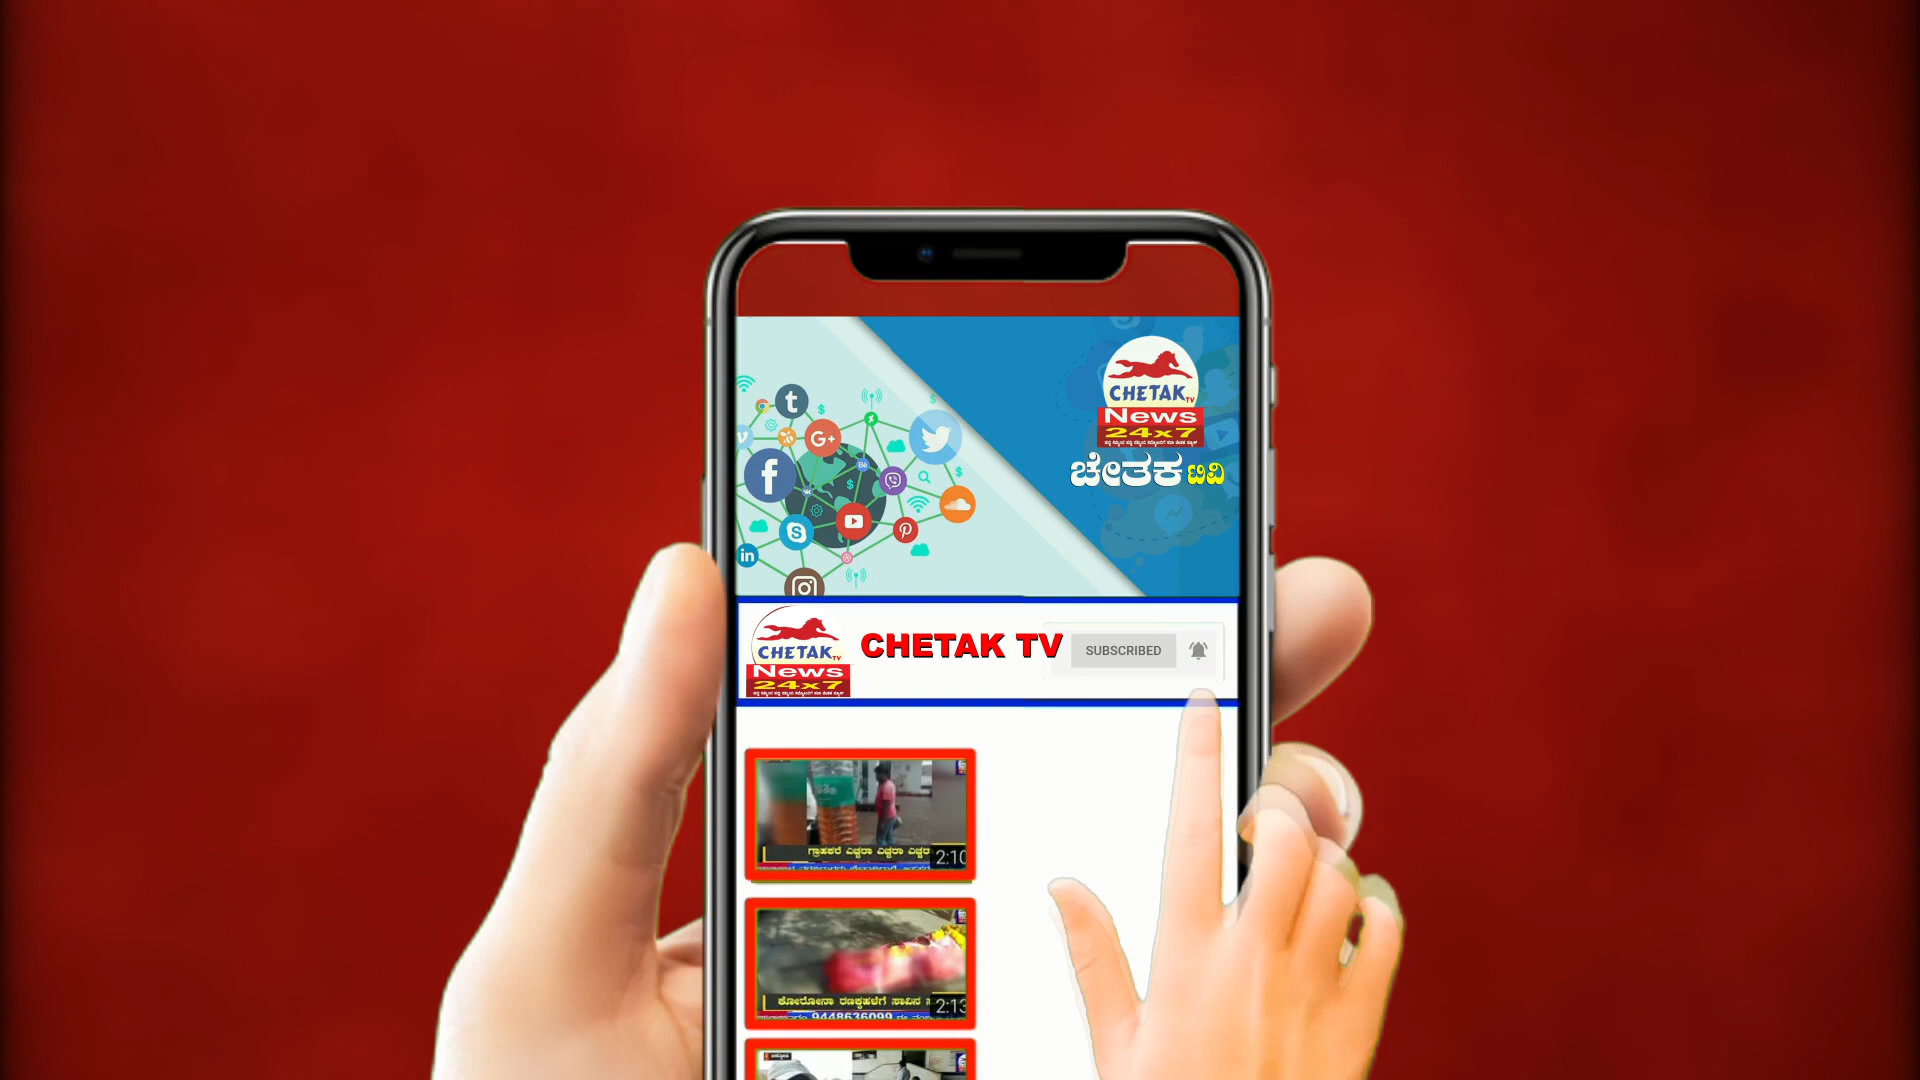 CHETAK TV
News
24x7
ಚೇತಕ ಟಿವಿ
CHETAK TV
News
24x7
CHETAK TV
SUBSCRIBED
ಗ್ರಾಹಕರೆ ಎಚ್ಚರಾ ಎಚ್ಚರಾ ಎಚ್ಚರ
2:10
ಕೋರೋನಾ ರಣಕ್ಕಹಳೆಗೆ ಸಾವಿನ
2:13
9448636099